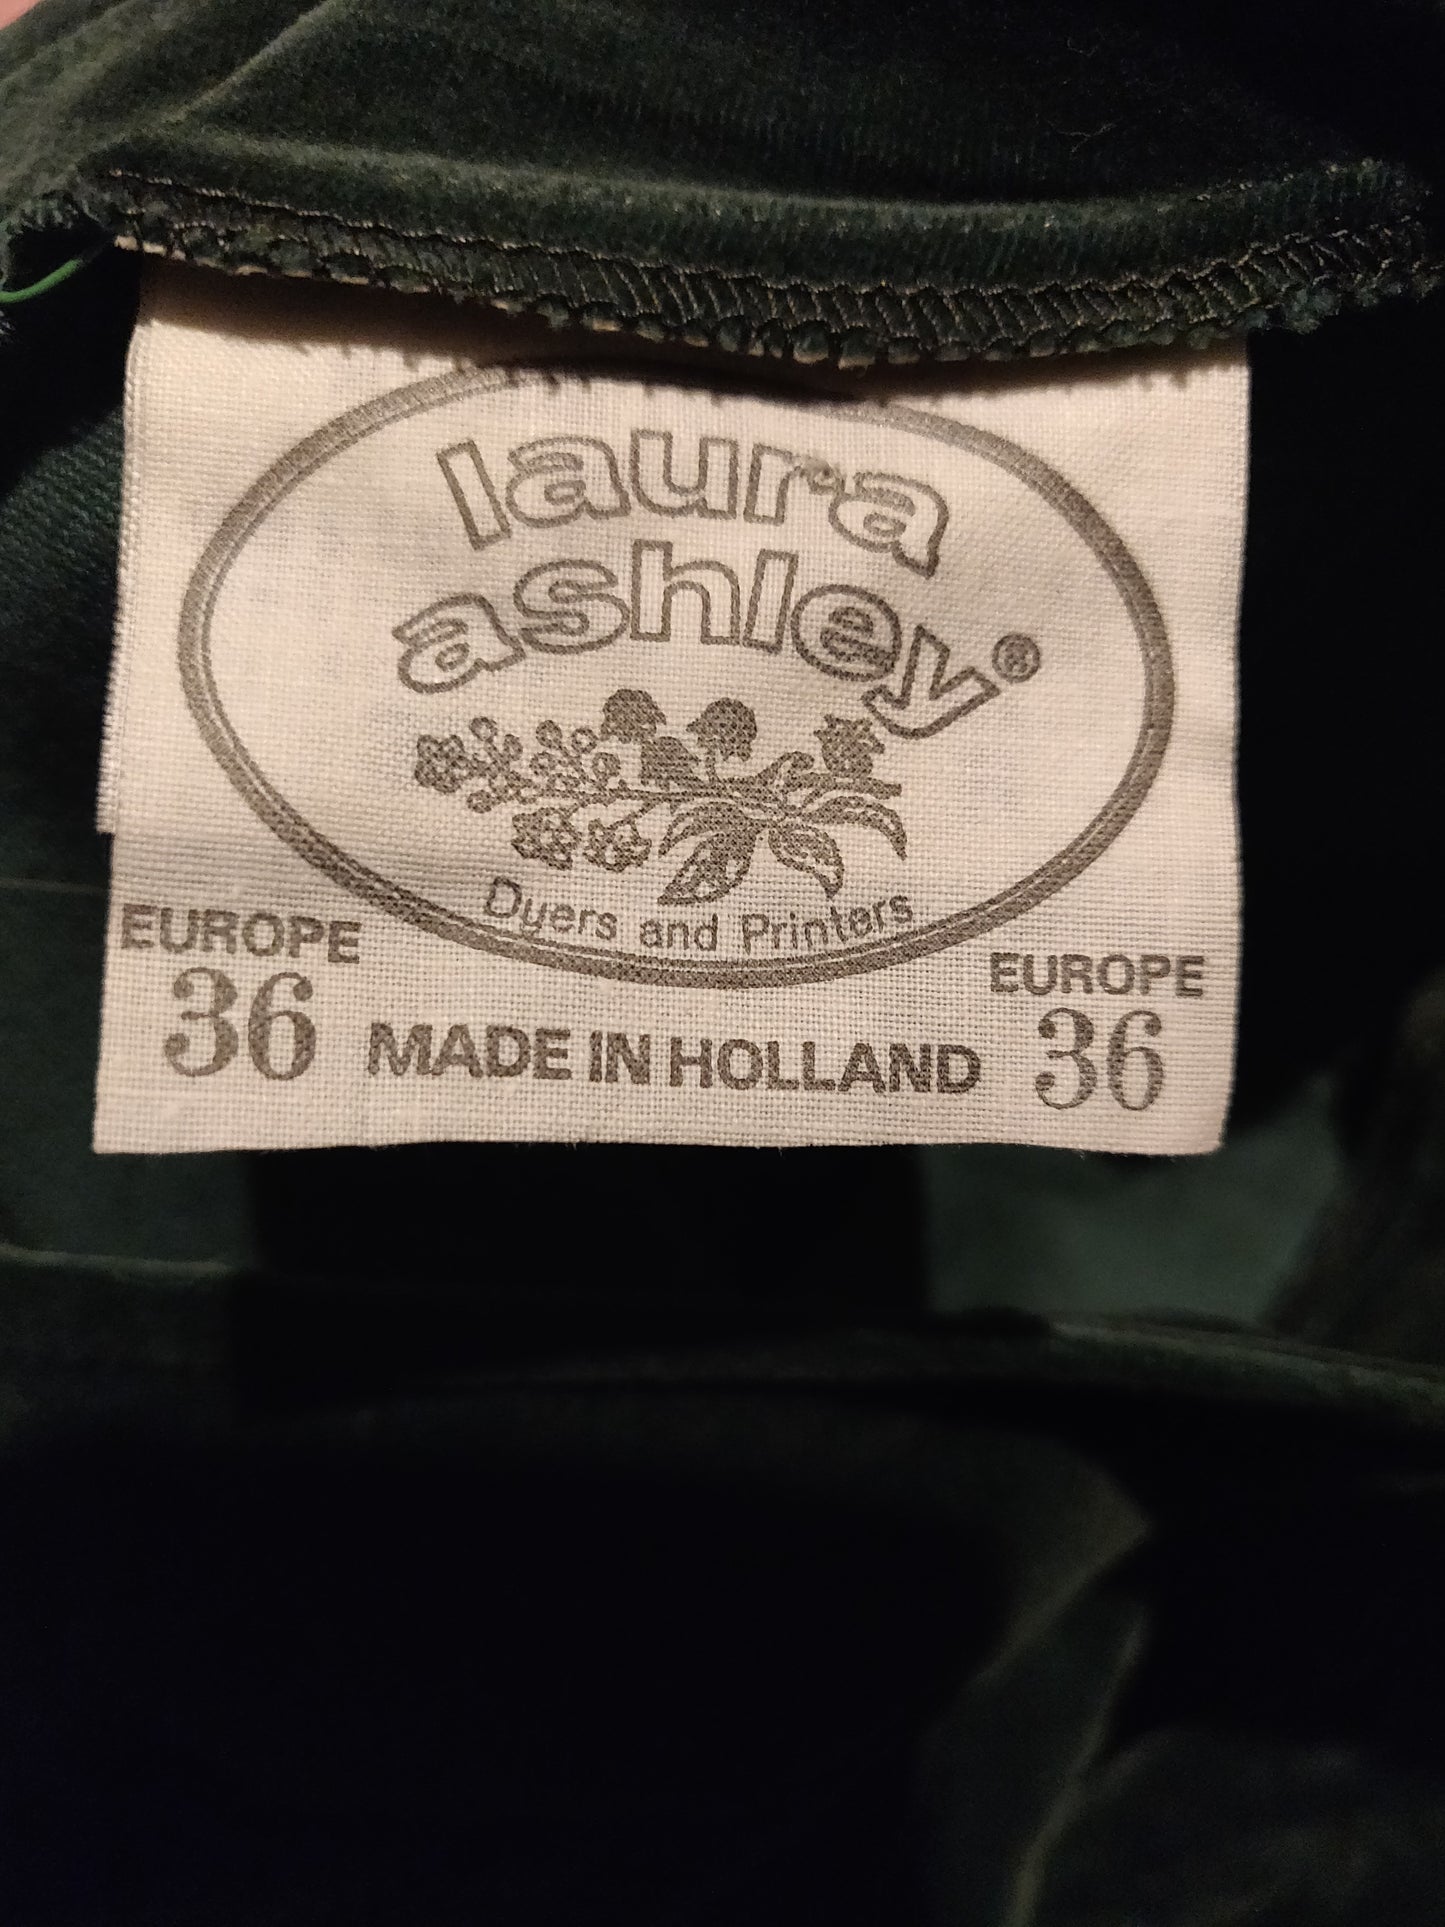 laura
ashley®
Dyers and Printers
EUROPE
36
MADE IN HOLLAND
EUROPE
36